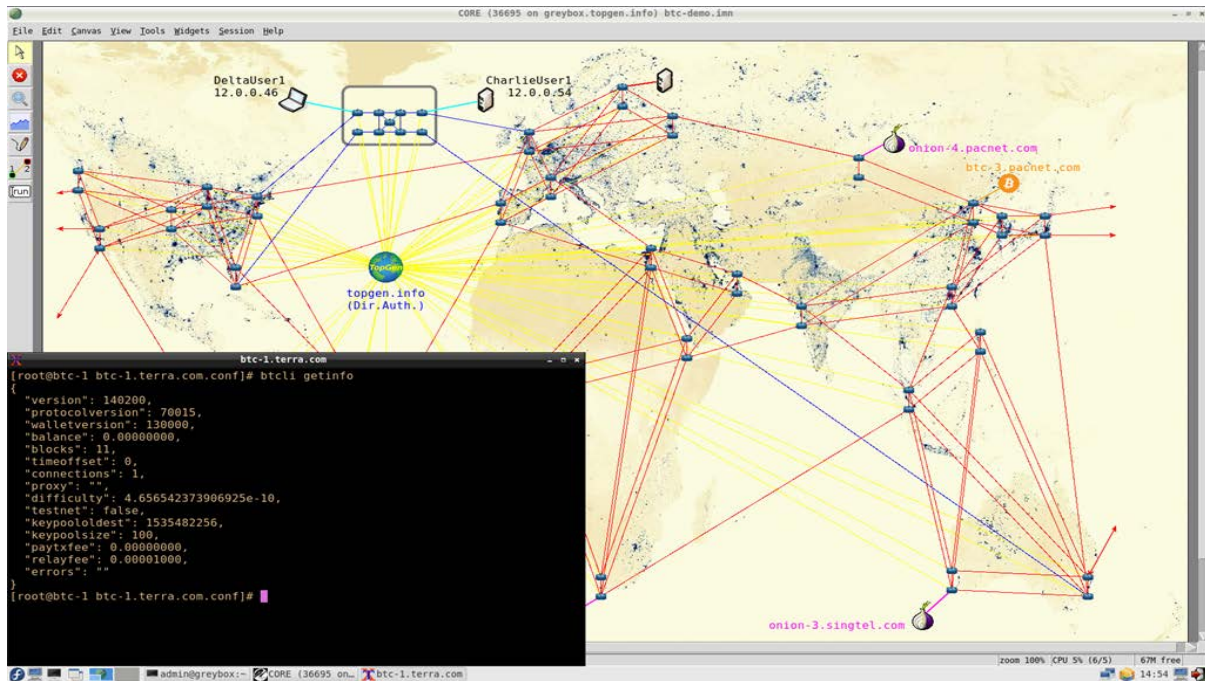 CORE (36695 on greybox.topgen.info) btc-demo.imn
File Edit Canvas View Tools Widgets Session Help
DeltaUser1
12.0.0.46
CharlieUser1
12.0.0.54
onion-4.pacnet.com
btc-3.pacnet.com
1 2
run
TopGen
topgen.info
(Dir.Auth.)
btc-1.terra.com
[root@btc-1 btc-1.terra.com.conf]# btcli getinfo
{
"version": 140200,
"protocolversion": 70015,
"walletversion": 130000,
"balance": 0.00000000,
"blocks": 11,
"timeoffset": 0,
"connections": 1,
"proxy": "",
"difficulty": 4.656542373906925e-10,
"testnet": false,
"keypoololdest": 1535482256,
"keypoolsize": 100,
"paytxfee": 0.00000000,
"relayfee": 0.00001000,
"errors": ""
}
[root@btc-1 btc-1.terra.com.conf]#
onion-3.singtel.com
zoom 100% CPU 5% (6/5) 67M free
admin@greybox:~ CORE (36695 on... btc-1.terra.com 14:54